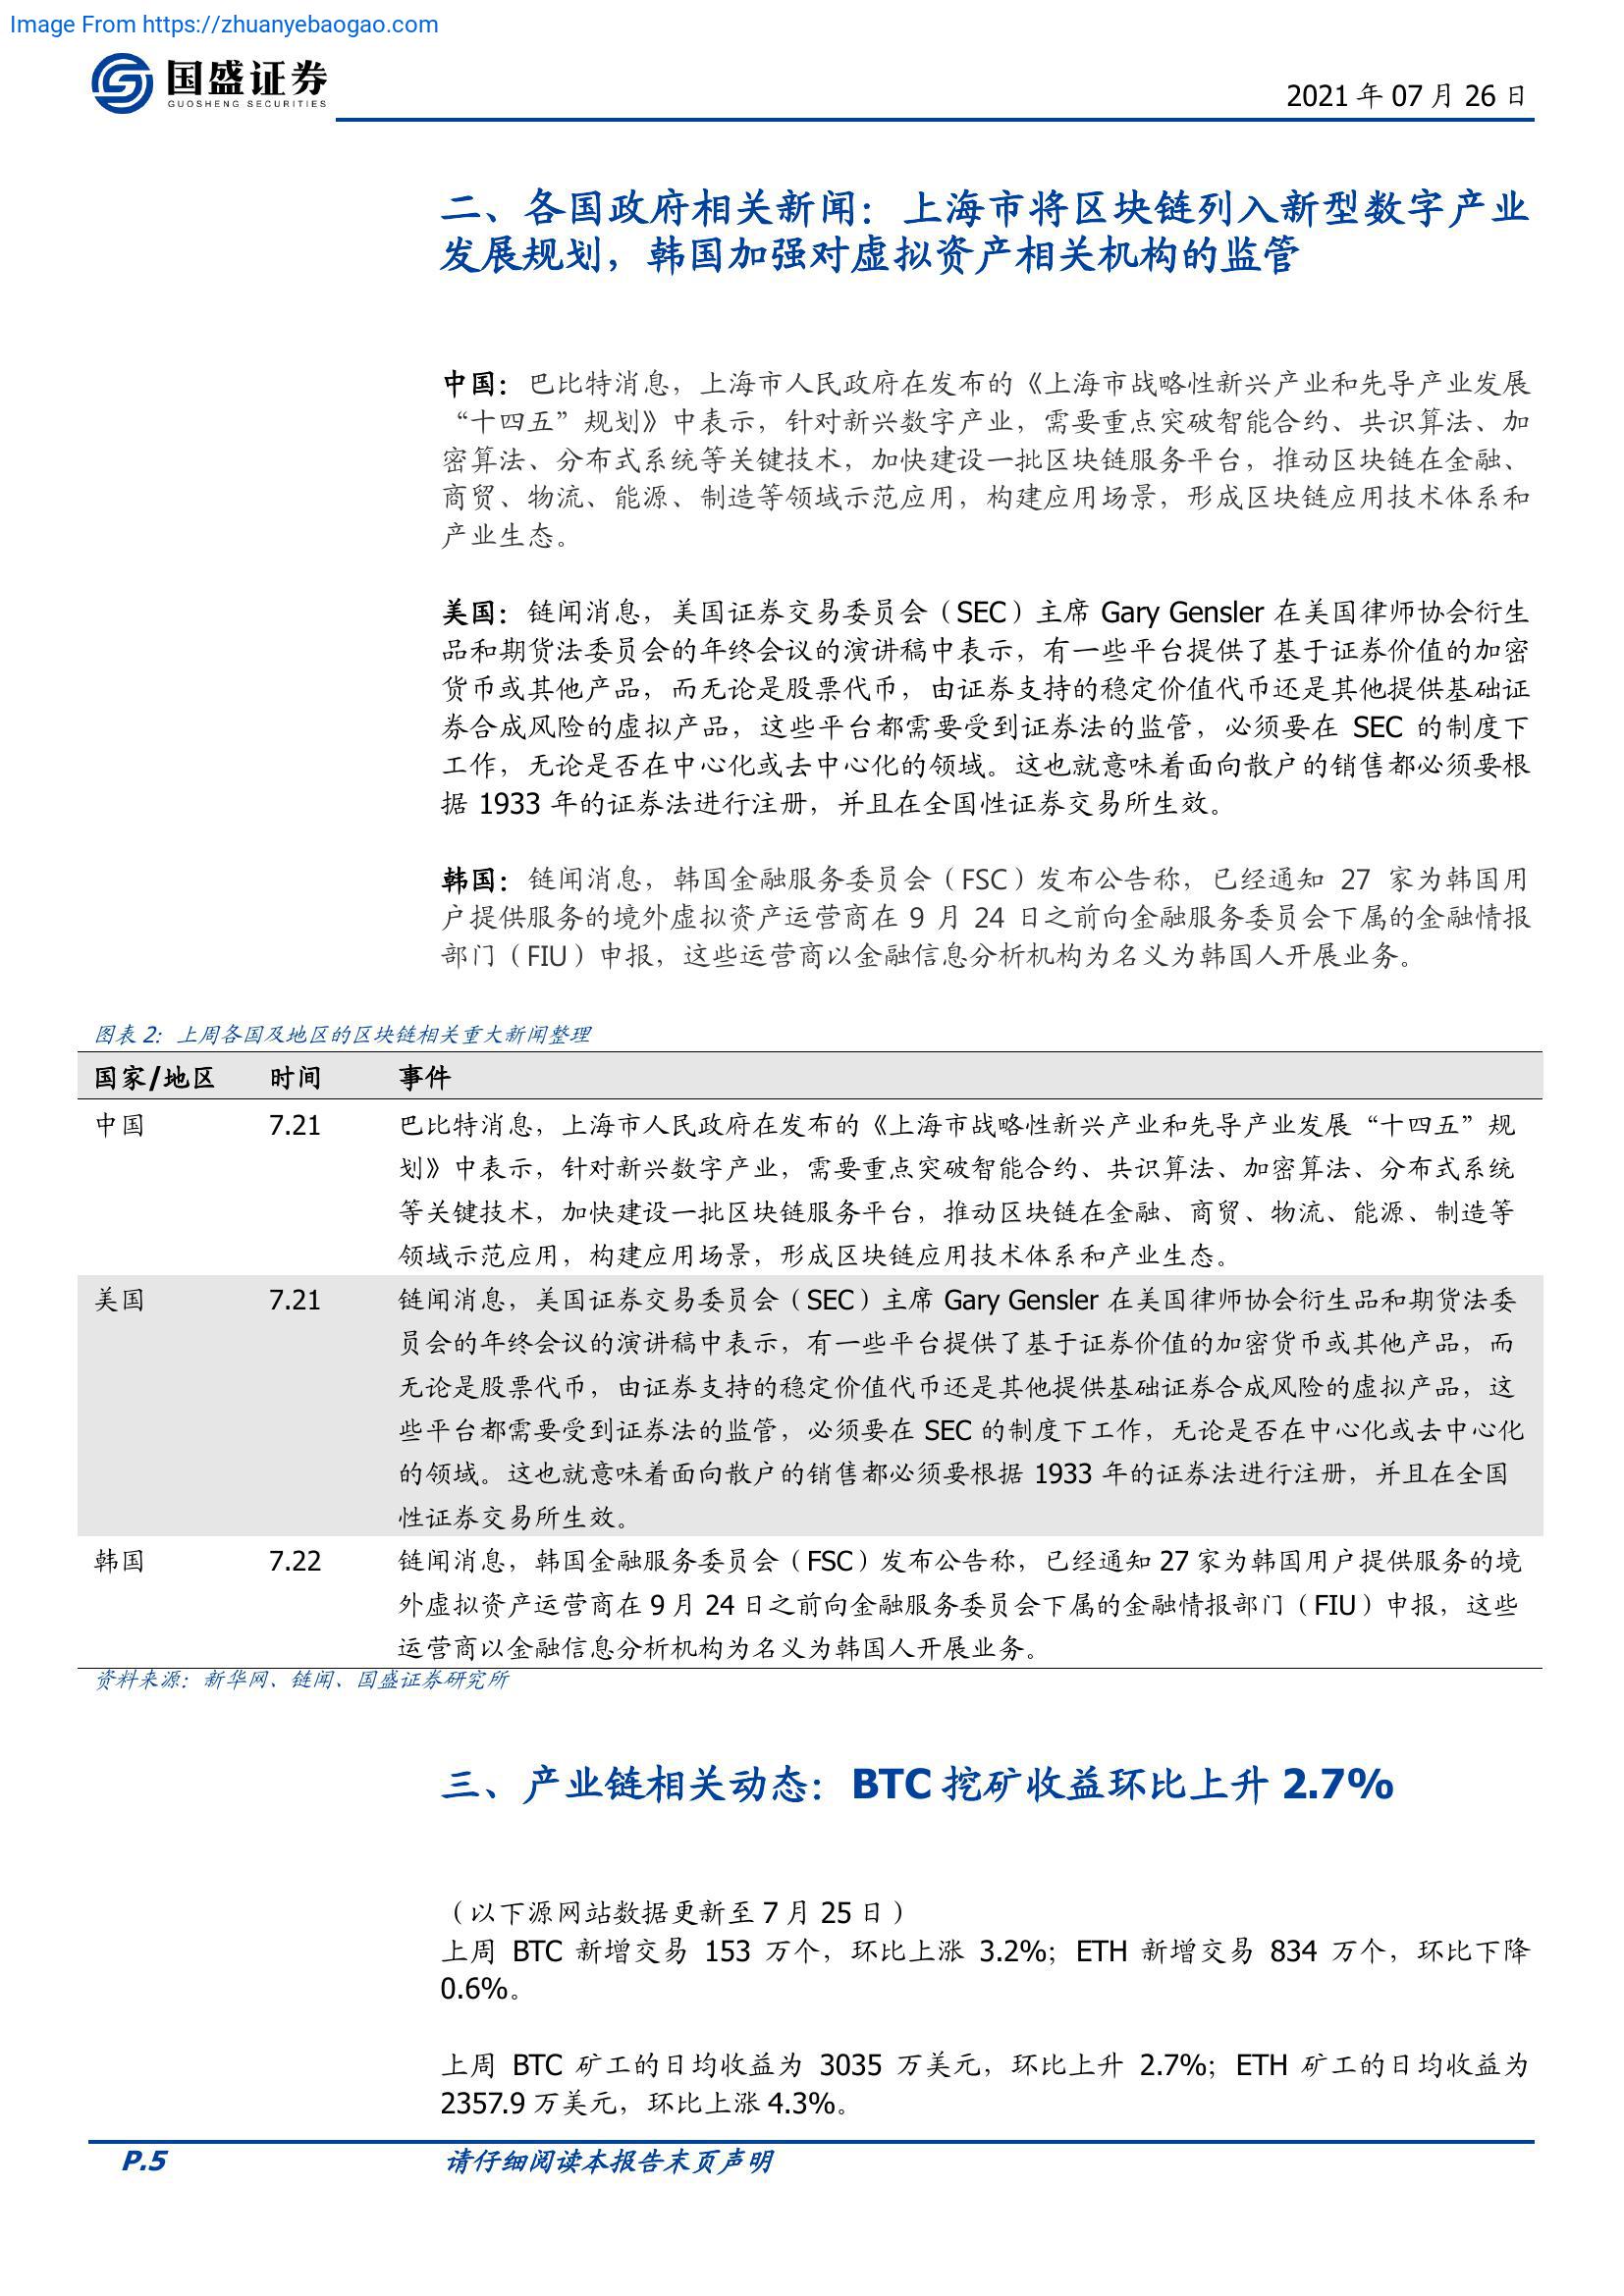 Image From https://zhuanyebaogao.com
国盛证券
GUOSHENG SECURITIES
2021 年 07 月 26 日
二、各国政府相关新闻：上海市将区块链列入新型数字产业
发展规划，韩国加强对虚拟资产相关机构的监管
中国：巴比特消息，上海市人民政府在发布的《上海市战略性新兴产业和先导产业发展
“十四五”规划》中表示，针对新兴数字产业，需要重点突破智能合约、共识算法、加
密算法、分布式系统等关键技术，加快建设一批区块链服务平台，推动区块链在金融、
商贸、物流、能源、制造等领域示范应用，构建应用场景，形成区块链应用技术体系和
产业生态。
美国：链闻消息，美国证券交易委员会（SEC）主席 Gary Gensler 在美国律师协会衍生
品和期货法委员会的年终会议的演讲稿中表示，有一些平台提供了基于证券价值的加密
货币或其他产品，而无论是股票代币，由证券支持的稳定价值代币还是其他提供基础证
券合成风险的虚拟产品，这些平台都需要受到证券法的监管，必须要在 SEC 的制度下
工作，无论是否在中心化或去中心化的领域。这也就意味着面向散户的销售都必须要根
据 1933 年的证券法进行注册，并且在全国性证券交易所生效。
韩国：链闻消息，韩国金融服务委员会（FSC）发布公告称，已经通知 27 家为韩国用
户提供服务的境外虚拟资产运营商在 9 月 24 日之前向金融服务委员会下属的金融情报
部门（FIU）申报，这些运营商以金融信息分析机构为名义为韩国人开展业务。
图表 2：上周各国及地区的区块链相关重大新闻整理
国家/地区 时间 事件
中国 7.21 巴比特消息，上海市人民政府在发布的《上海市战略性新兴产业和先导产业发展“十四五”规
划》中表示，针对新兴数字产业，需要重点突破智能合约、共识算法、加密算法、分布式系统
等关键技术，加快建设一批区块链服务平台，推动区块链在金融、商贸、物流、能源、制造等
领域示范应用，构建应用场景，形成区块链应用技术体系和产业生态。
美国 7.21 链闻消息，美国证券交易委员会（SEC）主席 Gary Gensler 在美国律师协会衍生品和期货法委
员会的年终会议的演讲稿中表示，有一些平台提供了基于证券价值的加密货币或其他产品，而
无论是股票代币，由证券支持的稳定价值代币还是其他提供基础证券合成风险的虚拟产品，这
些平台都需要受到证券法的监管，必须要在 SEC 的制度下工作，无论是否在中心化或去中心化
的领域。这也就意味着面向散户的销售都必须要根据 1933 年的证券法进行注册，并且在全国
性证券交易所生效。
韩国 7.22 链闻消息，韩国金融服务委员会（FSC）发布公告称，已经通知 27 家为韩国用户提供服务的境
外虚拟资产运营商在 9 月 24 日之前向金融服务委员会下属的金融情报部门（FIU）申报，这些
运营商以金融信息分析机构为名义为韩国人开展业务。
资料来源：新华网、链闻、国盛证券研究所
三、产业链相关动态：BTC 挖矿收益环比上升 2.7%
（以下源网站数据更新至 7 月 25 日）
上周 BTC 新增交易 153 万个，环比上涨 3.2%；ETH 新增交易 834 万个，环比下降
0.6%。
上周 BTC 矿工的日均收益为 3035 万美元，环比上升 2.7%；ETH 矿工的日均收益为
2357.9 万美元，环比上涨 4.3%。
P.5 请仔细阅读本报告末页声明